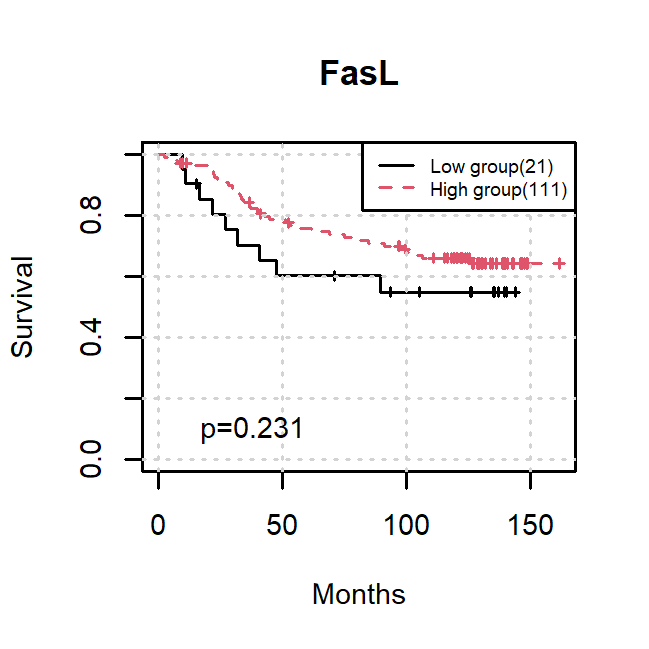 FasL
Low group(21)
High group(111)
Survival
0.8
0.4
0.0
p=0.231
0 50 100 150
Months